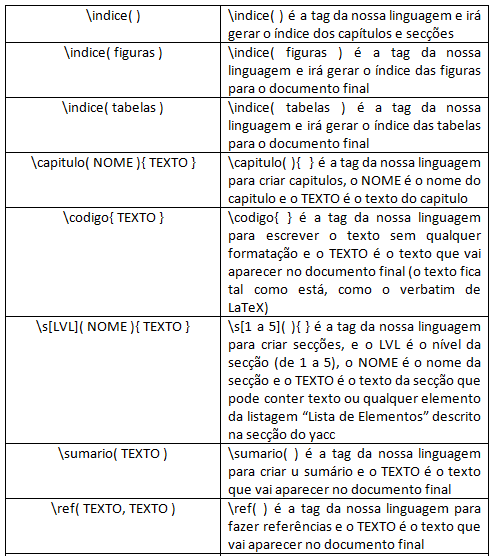 \indice( )
\indice( ) é a tag da nossa linguagem e irá
gerar o índice dos capítulos e secções
\indice( figuras )
\indice( figuras ) é a tag da nossa
linguagem e irá gerar o índice das figuras
para o documento final
\indice( tabelas )
\indice( tabelas ) é a tag da nossa
linguagem e irá gerar o índice das tabelas
para o documento final
\capitulo( NOME ){ TEXTO }
\capitulo( ){ } é a tag da nossa linguagem
para criar capitulos, o NOME é o nome do
capitulo e o TEXTO é o texto do capitulo
\codigo{ TEXTO }
\codigo{ } é a tag da nossa linguagem
para escrever o texto sem qualquer
formatação e o TEXTO é o texto que vai
aparecer no documento final (o texto fica
tal como está, como o verbatim de
LaTeX)
\s[LVL]( NOME ){ TEXTO }
\s[1 a 5]( ){ } é a tag da nossa linguagem
para criar secções, e o LVL é o nível da
secção (de 1 a 5), o NOME é o nome da
secção e o TEXTO é o texto da secção que
pode conter texto ou qualquer elemento
da listagem “Lista de Elementos” descrito
na secção do yacc
\sumario( TEXTO )
\sumario( ) é a tag da nossa linguagem
para criar u sumário e o TEXTO é o texto
que vai aparecer no documento final
\ref( TEXTO, TEXTO )
\ref( ) é a tag da nossa linguagem para
fazer referências e o TEXTO é o texto que
vai aparecer no documento final